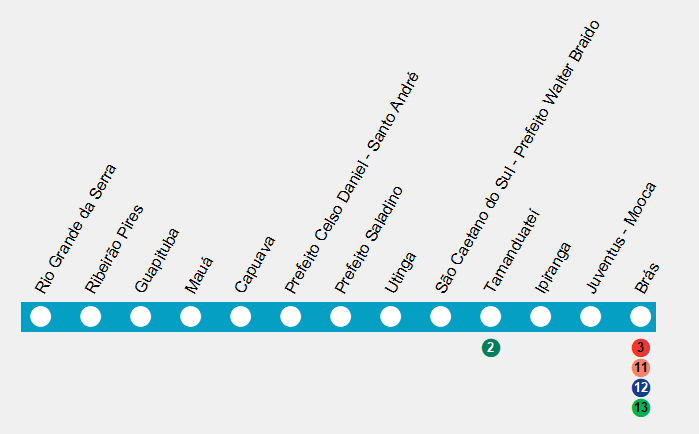 Rio Grande da Serra
Ribeirão Pires
Guapituba
Mauá
Capuava
Prefeito Celso Daniel - Santo André
Prefeito Saladino
Utinga
São Caetano do Sul - Prefeito Walter Braido
Tamanduateí
Ipiranga
Juventus - Mooca
Brás
2
3
11
12
13